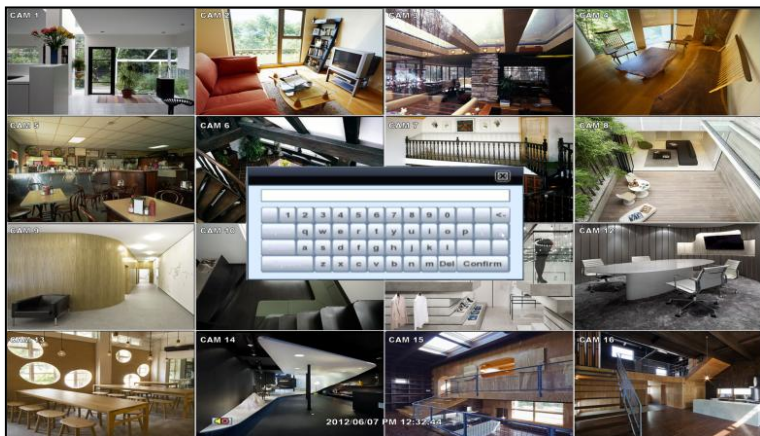 CAM 1
CAM 2
CAM 3
CAM 4
CAM 5
CAM 6
CAM 7
CAM 8
1 2 3 4 5 6 7 8 9 0 <-
q w e r t y u i o p
a s d f g h j k l
z x c v b n m Del Confirm
CAM 9
CAM 10
CAM 12
CAM 13
CAM 14
CAM 15
CAM 16
2012/06/07 PM 12:32:44